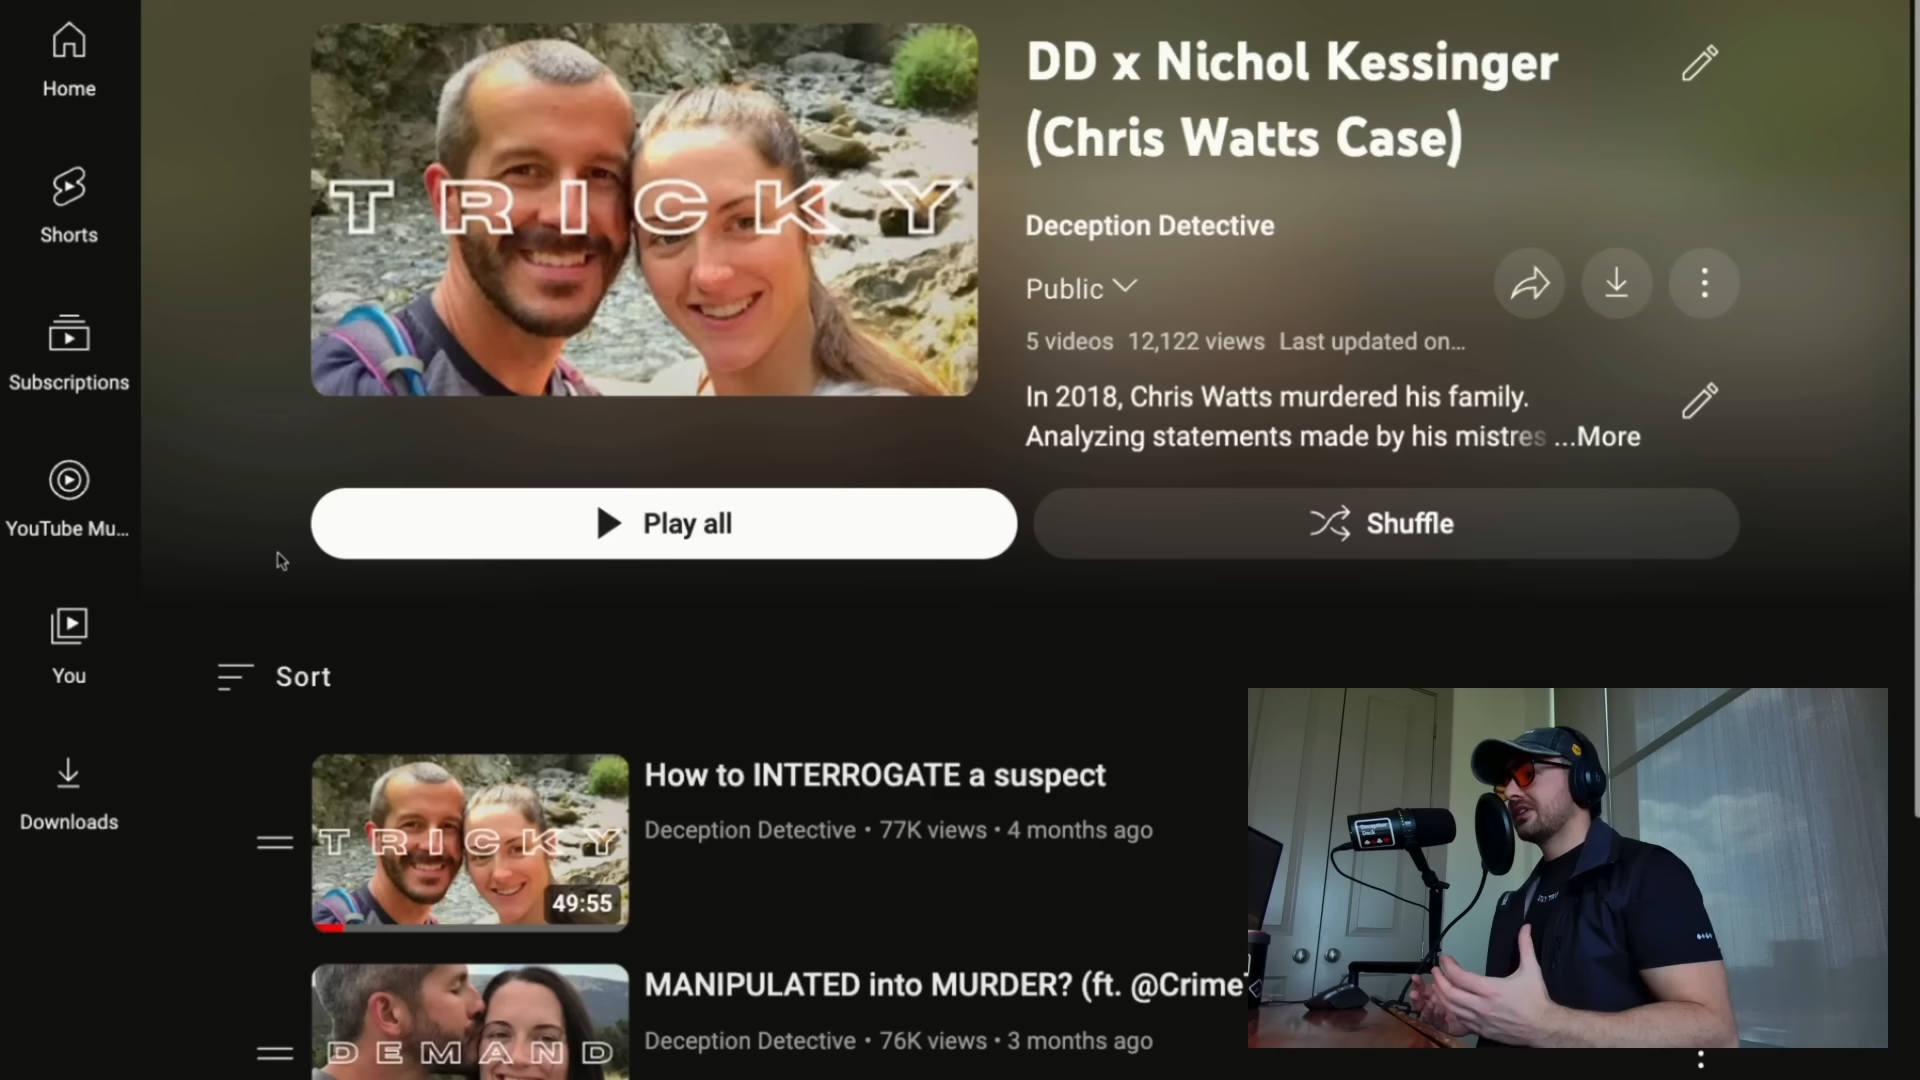 Home
Shorts
Subscriptions
YouTube Mu...
You
Downloads
TRICKY
DD x Nichol Kessinger
(Chris Watts Case)
Deception Detective
Public
5 videos 12,122 views Last updated on...
In 2018, Chris Watts murdered his family.
Analyzing statements made by his mistres ...More
Play all
Shuffle
Sort
TRICKY
49:55
How to INTERROGATE a suspect
Deception Detective • 77K views • 4 months ago
DEMAND
MANIPULATED into MURDER? (ft. @Crime
Deception Detective • 76K views • 3 months ago